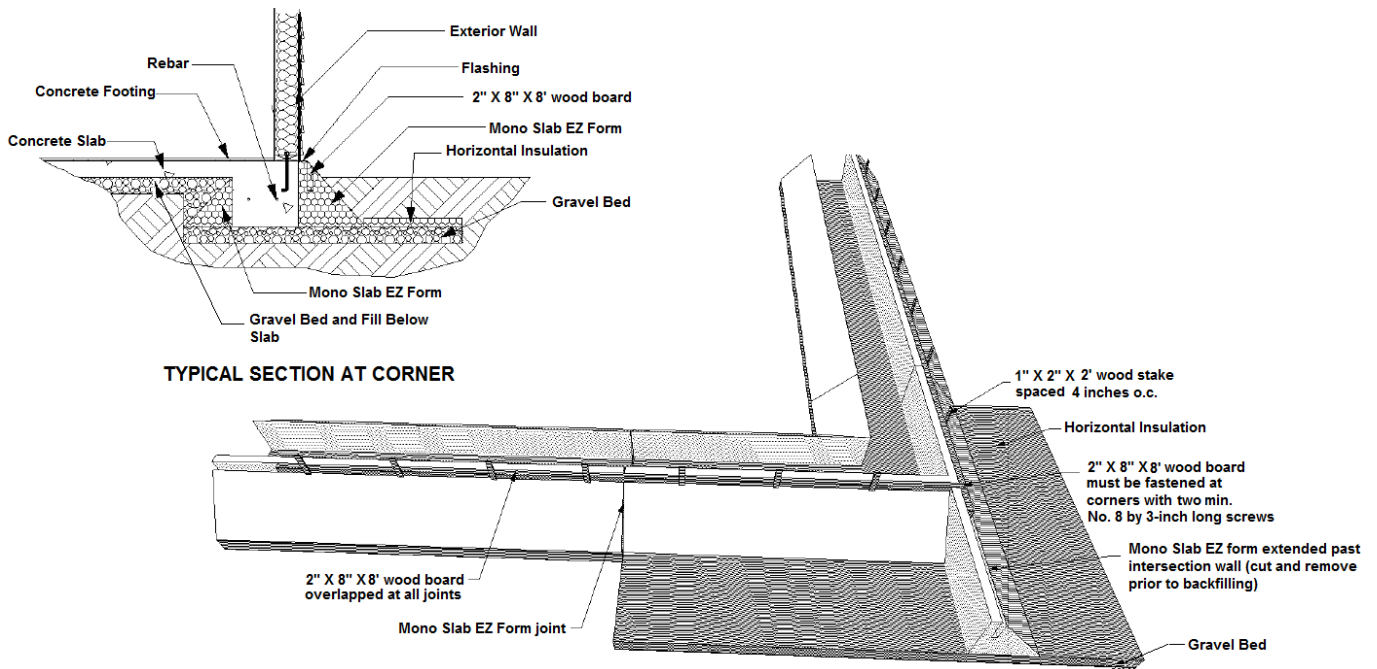 Exterior Wall
Rebar
Flashing
Concrete Footing
2" X 8" X 8' wood board
Mono Slab EZ Form
Concrete Slab
Horizontal Insulation
Gravel Bed
Mono Slab EZ Form
Gravel Bed and Fill Below
Slab
TYPICAL SECTION AT CORNER
1" X 2" X 2' wood stake
spaced 4 inches o.c.
Horizontal Insulation
2" X 8" X 8' wood board
must be fastened at
corners with two min.
No. 8 by 3-inch long screws
Mono Slab EZ form extended past
intersection wall (cut and remove
prior to backfilling)
2" X 8" X 8' wood board
overlapped at all joints
Mono Slab EZ Form joint
Gravel Bed